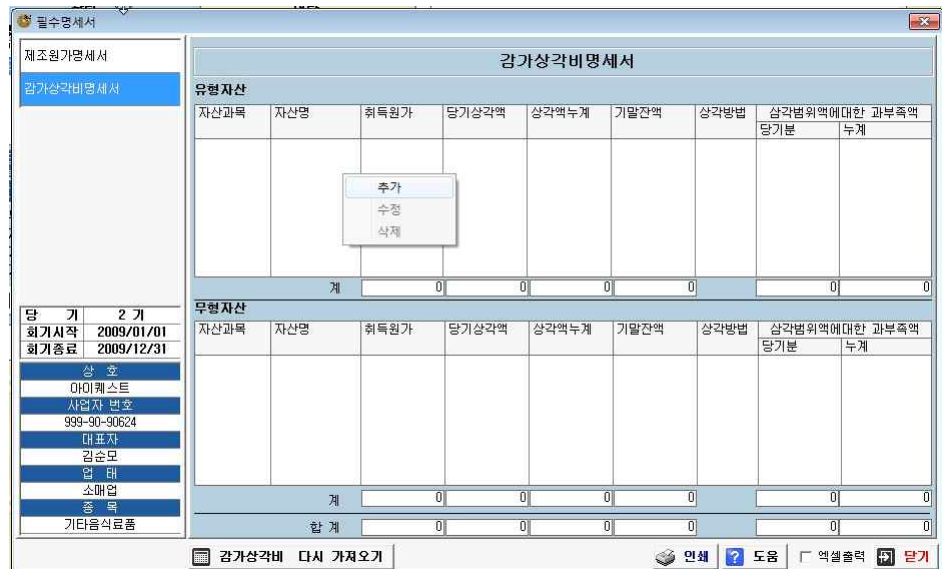 필수명세서
제조원가명세서
감가상각비명세서
당 기 2 기
회기시작 2009/01/01
회기종료 2009/12/31
상 호
아이퀘스트
사업자 번호
999-90-90624
대표자
김순모
업 태
소매업
종 목
기타음식료품
감가상각비명세서
유형자산
자산과목 자산명 취득원가 당기상각액 상각액누계 기말잔액 상각방법 삼각범위액에대한 과부족액
당기분 누계
추가
수정
삭제
계 0 0 0 0 0 0
무형자산
자산과목 자산명 취득원가 당기상각액 상각액누계 기말잔액 상각방법 삼각범위액에대한 과부족액
당기분 누계
계 0 0 0 0 0 0
합 계 0 0 0 0 0 0
감가상각비 다시 가져오기 인쇄 도움 엑셀출력 닫기